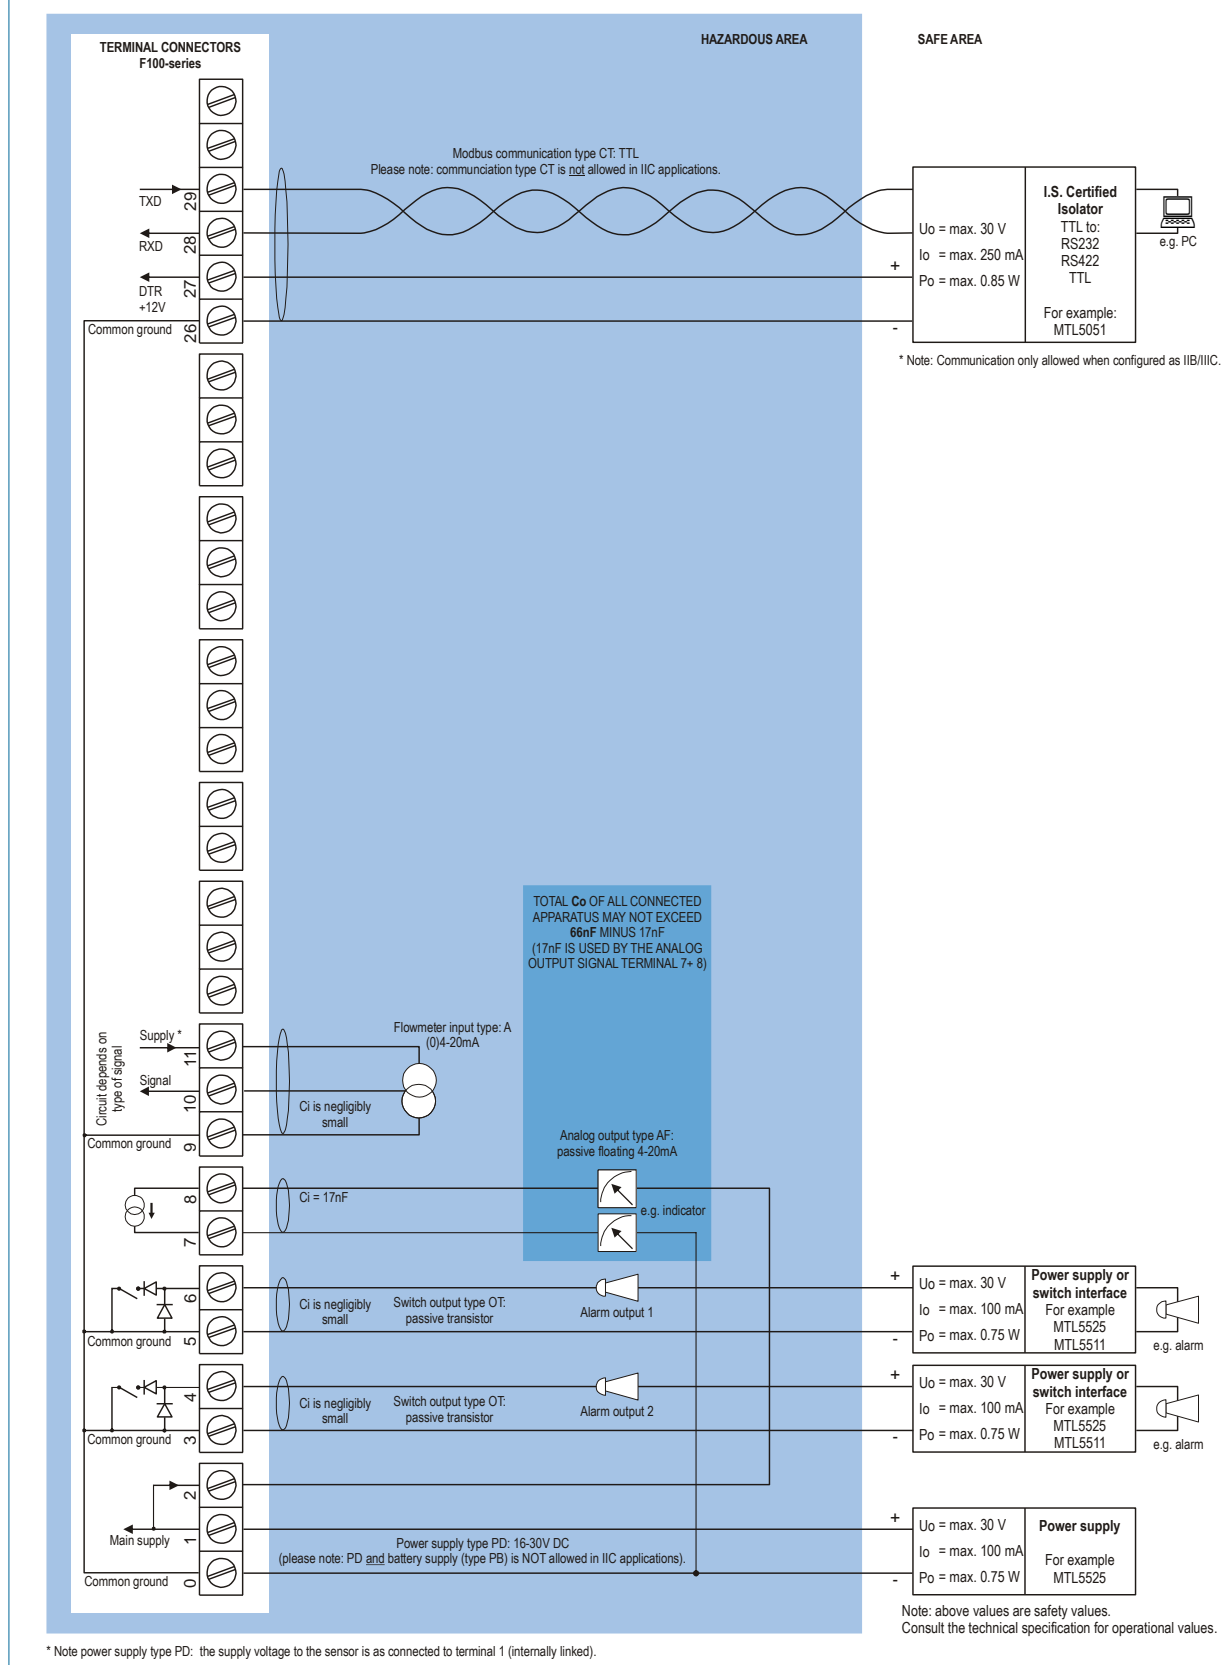 HAZARDOUS AREA
SAFE AREA
TERMINAL CONNECTORS
F100-series
Modbus communication type CT: TTL
Please note: communciation type CT is not allowed in IIC applications.
TXD
29
RXD
28
DTR
+12V
27
Common ground
26
+
-
Uo = max. 30 V
Io = max. 250 mA
Po = max. 0.85 W
I.S. Certified
Isolator
TTL to:
RS232
RS422
TTL
For example:
MTL5051
e.g. PC
* Note: Communication only allowed when configured as IIB/IIIC.
TOTAL Co OF ALL CONNECTED
APPARATUS MAY NOT EXCEED
66nF MINUS 17nF
(17nF IS USED BY THE ANALOG
OUTPUT SIGNAL TERMINAL 7+ 8)
Circuit depends on
type of signal
Supply *
11
Signal
10
Common ground
9
Flowmeter input type: A
(0)4-20mA
Ci is negligibly
small
Analog output type AF:
passive floating 4-20mA
8
Ci = 17nF
e.g. indicator
7
6
Ci is negligibly
small
Switch output type OT:
passive transistor
Alarm output 1
Common ground
5
+
-
Uo = max. 30 V
Io = max. 100 mA
Po = max. 0.75 W
Power supply or
switch interface
For example
MTL5525
MTL5511
e.g. alarm
4
Ci is negligibly
small
Switch output type OT:
passive transistor
Alarm output 2
Common ground
3
+
-
Uo = max. 30 V
Io = max. 100 mA
Po = max. 0.75 W
Power supply or
switch interface
For example
MTL5525
MTL5511
e.g. alarm
2
Main supply
1
Power supply type PD: 16-30V DC
(please note: PD and battery supply (type PB) is NOT allowed in IIC applications).
Common ground
0
+
-
Uo = max. 30 V
Io = max. 100 mA
Po = max. 0.75 W
Power supply
For example
MTL5525
Note: above values are safety values.
Consult the technical specification for operational values.
* Note power supply type PD: the supply voltage to the sensor is as connected to terminal 1 (internally linked).